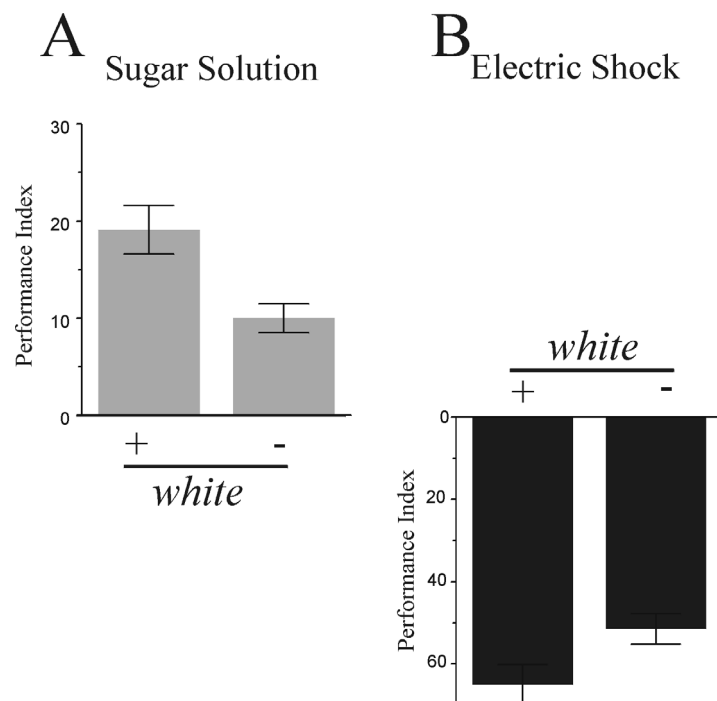 A
Sugar Solution
30
20
10
0
Performance Index
+ -
white
B
Electric Shock
white
+ -
0
20
40
60
Performance Index